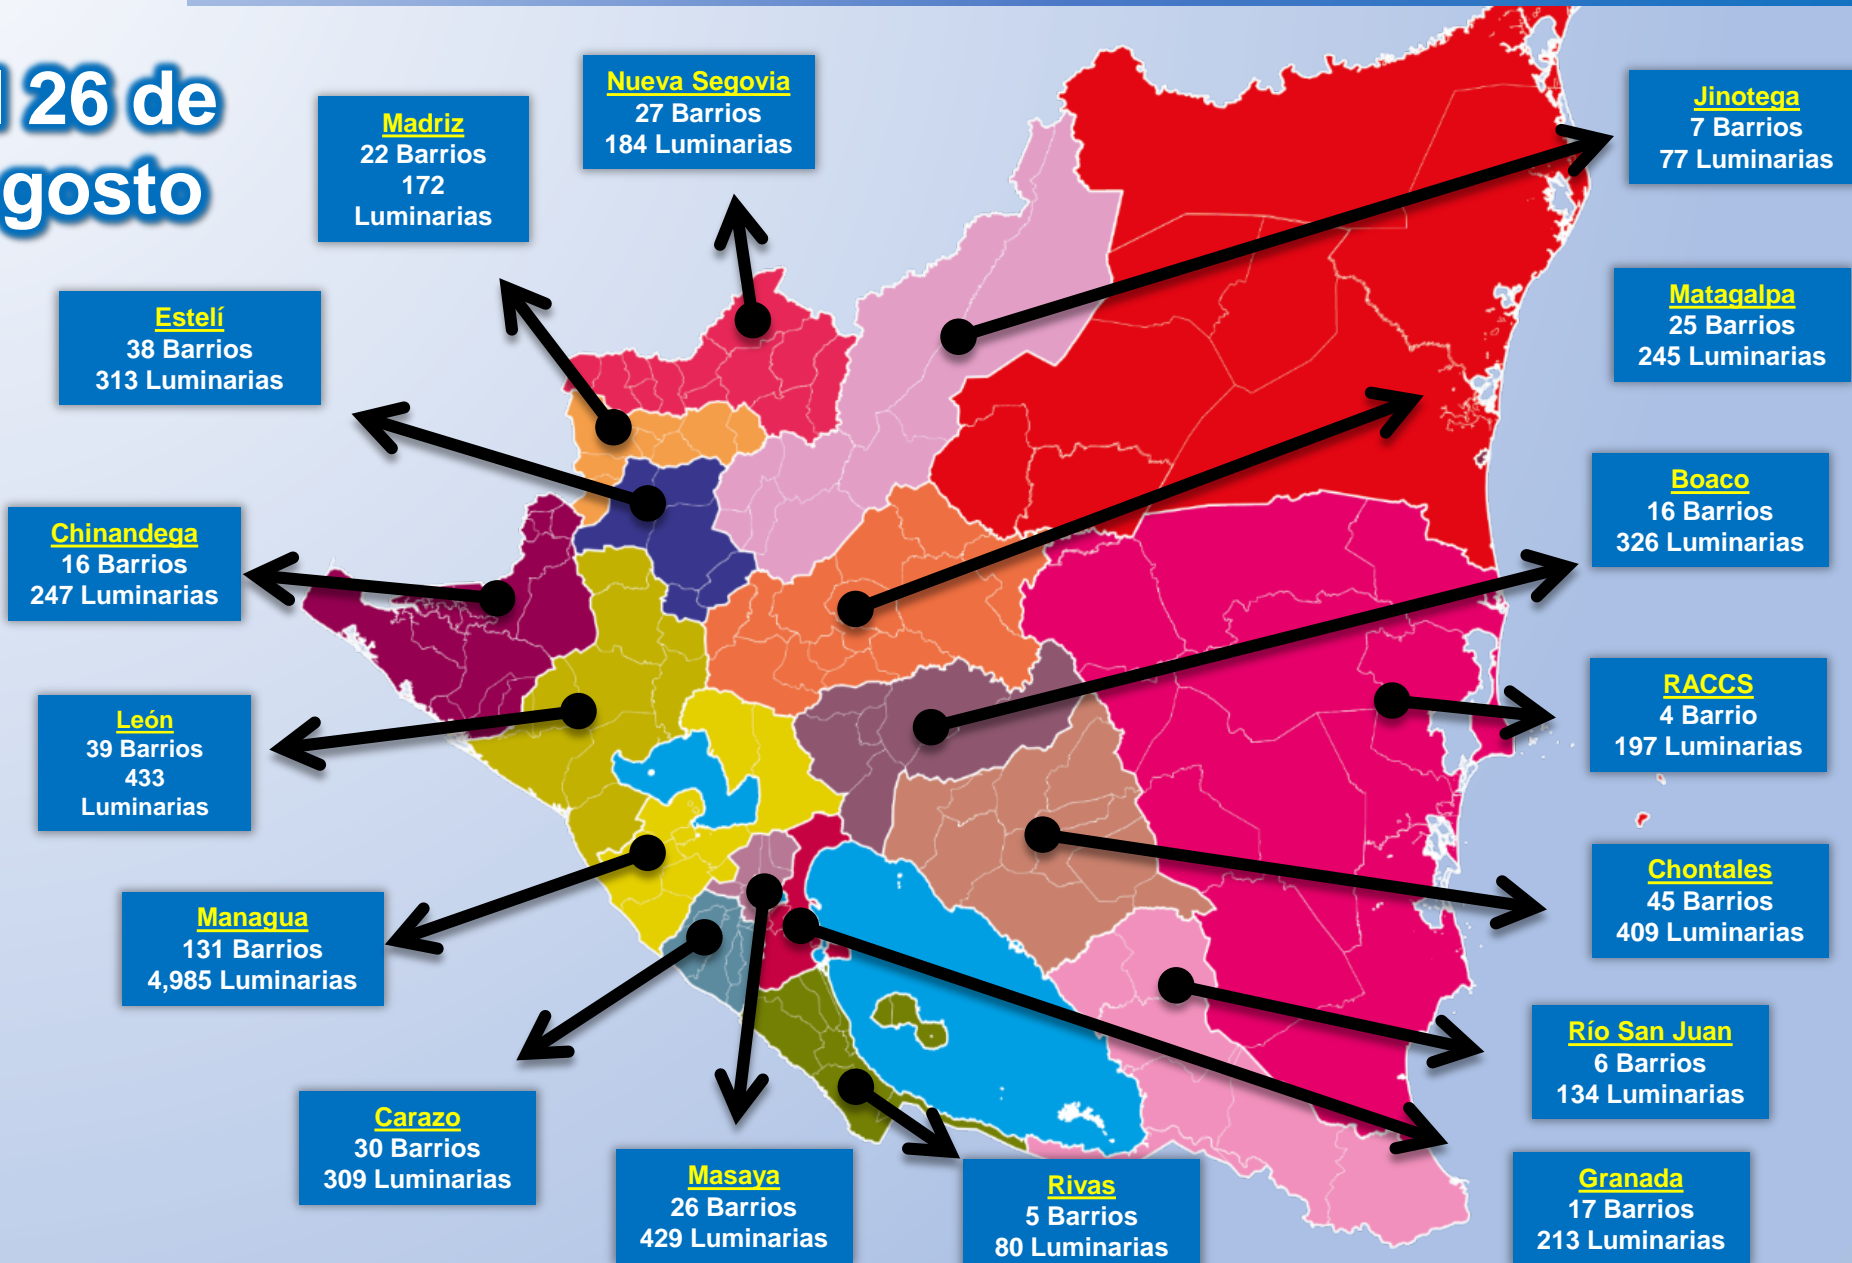 26 de
gosto
Nueva Segovia
27 Barrios
184 Luminarias
Madriz
22 Barrios
172
Luminarias
Jinotega
7 Barrios
77 Luminarias
Estelí
38 Barrios
313 Luminarias
Matagalpa
25 Barrios
245 Luminarias
Chinandega
16 Barrios
247 Luminarias
Boaco
16 Barrios
326 Luminarias
León
39 Barrios
433
Luminarias
RACCS
4 Barrio
197 Luminarias
Managua
131 Barrios
4,985 Luminarias
Chontales
45 Barrios
409 Luminarias
Río San Juan
6 Barrios
134 Luminarias
Carazo
30 Barrios
309 Luminarias
Masaya
26 Barrios
429 Luminarias
Rivas
5 Barrios
80 Luminarias
Granada
17 Barrios
213 Luminarias